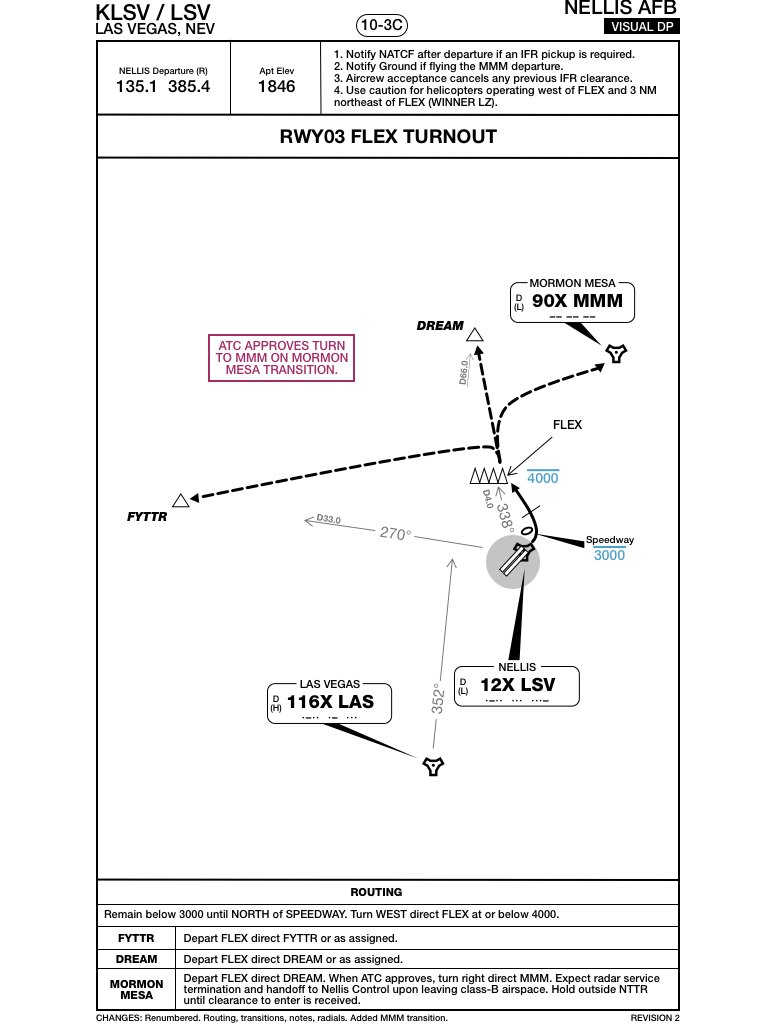 KLSV / LSV
LAS VEGAS, NEV
10-3C
NELLIS AFB
VISUAL DP
NELLIS Departure (R)
135.1 385.4
Apt Elev
1846
1. Notify NATCF after departure if an IFR pickup is required.
2. Notify Ground if flying the MMM departure.
3. Aircrew acceptance cancels any previous IFR clearance.
4. Use caution for helicopters operating west of FLEX and 3 NM
northeast of FLEX (WINNER LZ).
RWY03 FLEX TURNOUT
MORMON MESA
D
(L)
90X MMM
DREAM
ATC APPROVES TURN
TO MMM ON MORMON
MESA TRANSITION.
D66.0
FLEX
4000
FYTTR
D4.0
338°
D33.0
270°
Speedway
3000
NELLIS
D
(L)
12X LSV
LAS VEGAS
D
(H)
116X LAS
352°
ROUTING
Remain below 3000 until NORTH of SPEEDWAY. Turn WEST direct FLEX at or below 4000.
FYTTR
Depart FLEX direct FYTTR or as assigned.
DREAM
Depart FLEX direct DREAM or as assigned.
MORMON
MESA
Depart FLEX direct DREAM. When ATC approves, turn right direct MMM. Expect radar service
termination and handoff to Nellis Control upon leaving class-B airspace. Hold outside NTTR
until clearance to enter is received.
CHANGES: Renumbered. Routing, transitions, notes, radials. Added MMM transition.
REVISION 2